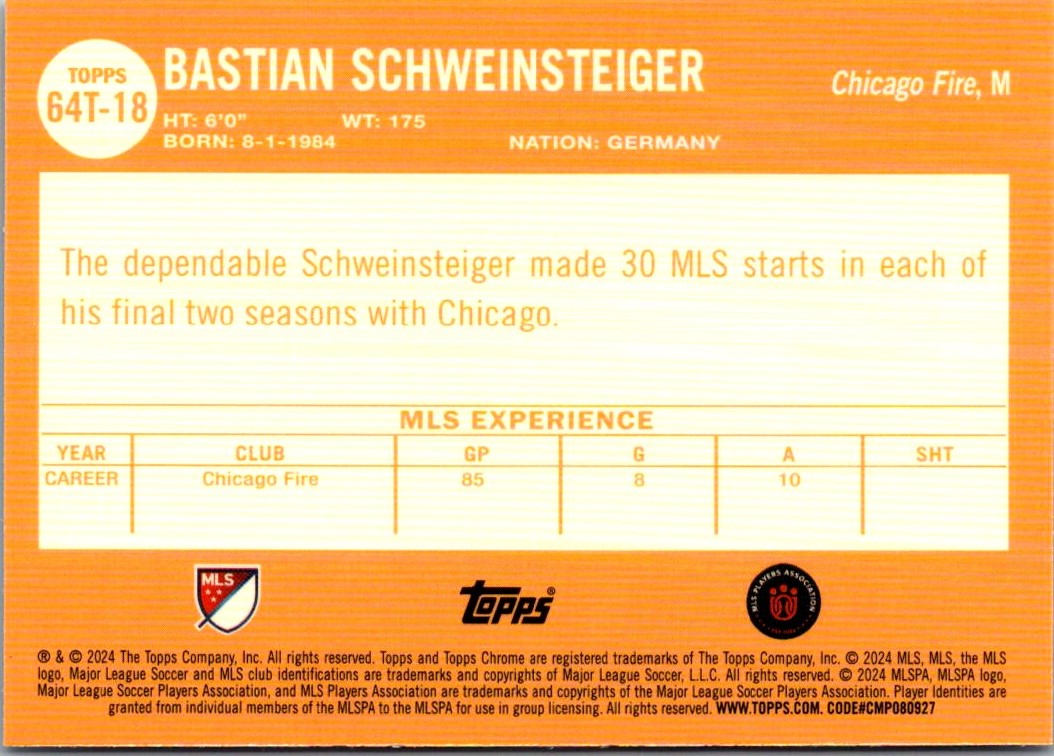 TOPPS
64T-18
BASTIAN SCHWEINSTEIGER
Chicago Fire, M
HT: 6'0" WT: 175
BORN: 8-1-1984 NATION: GERMANY
The dependable Schweinsteiger made 30 MLS starts in each of
his final two seasons with Chicago.
MLS EXPERIENCE
YEAR CLUB GP G A SHT
CAREER Chicago Fire 85 8 10
MLS
topps®
MLS PLAYERS ASSOCIATION
® & © 2024 The Topps Company, Inc. All rights reserved. Topps and Topps Chrome are registered trademarks of The Topps Company, Inc. © 2024 MLS, MLS, the MLS
logo, Major League Soccer and MLS club identifications are trademarks and copyrights of Major League Soccer, L.L.C. All rights reserved. © 2024 MLSPA, MLSPA logo,
Major League Soccer Players Association, and MLS Players Association are trademarks and copyrights of the Major League Soccer Players Association. Player Identities are
granted from individual members of the MLSPA to the MLSPA for use in group licensing. All rights reserved. WWW.TOPPS.COM. CODE#CMP080927